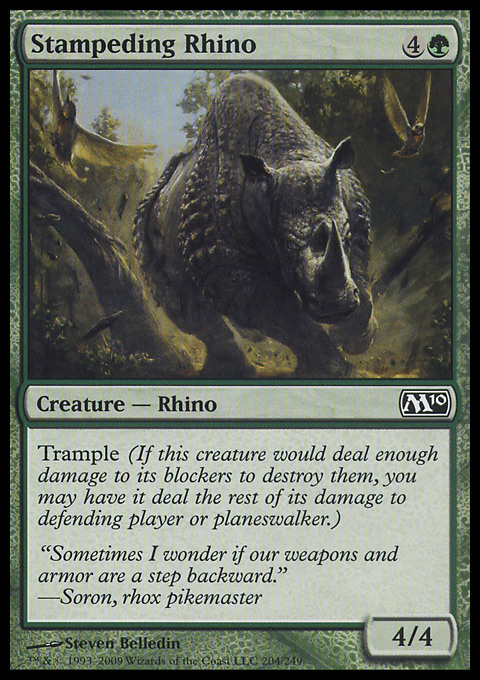 Stampeding Rhino 4
Creature — Rhino M10
Trample (If this creature would deal enough
damage to its blockers to destroy them, you
may have it deal the rest of its damage to
defending player or planeswalker.)
“Sometimes I wonder if our weapons and
armor are a step backward.”
—Soron, rhox pikemaster
4/4
Steven Belledin
™ & © 1993–2009 Wizards of the Coast LLC 204/249